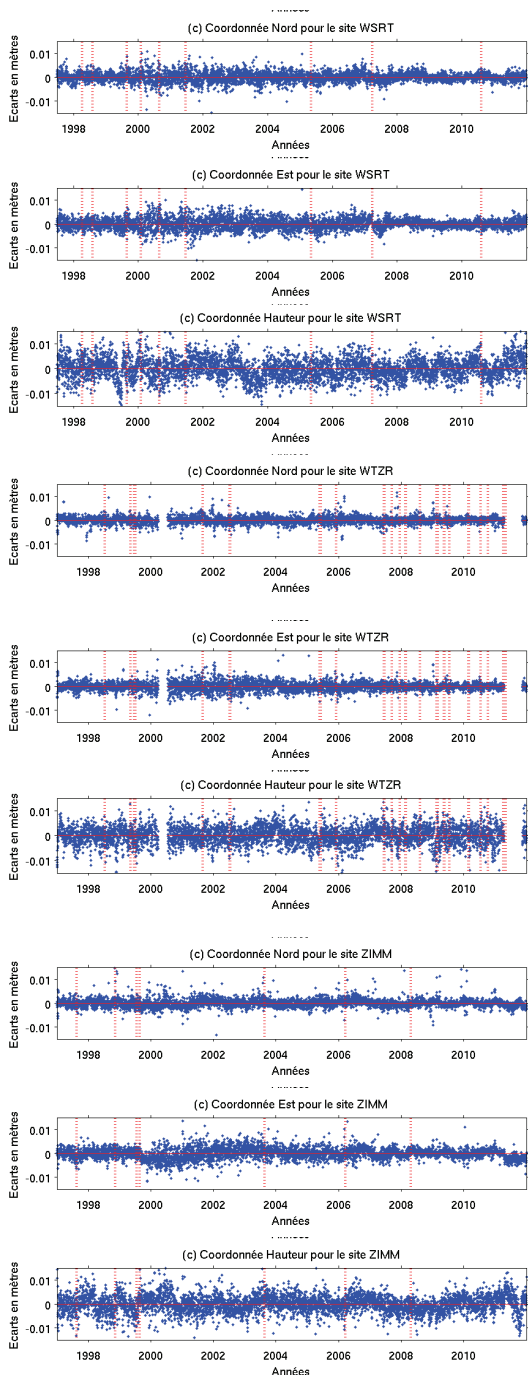 (c) Coordonnée Nord pour le site WSRT
Ecarts en mètres
0.01
0
-0.01
1998 2000 2002 2004 2006 2008 2010
Années
(c) Coordonnée Est pour le site WSRT
Ecarts en mètres
0.01
0
-0.01
1998 2000 2002 2004 2006 2008 2010
Années
(c) Coordonnée Hauteur pour le site WSRT
Ecarts en mètres
0.01
0
-0.01
1998 2000 2002 2004 2006 2008 2010
Années
(c) Coordonnée Nord pour le site WTZR
Ecarts en mètres
0.01
0
-0.01
1998 2000 2002 2004 2006 2008 2010
Années
(c) Coordonnée Est pour le site WTZR
Ecarts en mètres
0.01
0
-0.01
1998 2000 2002 2004 2006 2008 2010
Années
(c) Coordonnée Hauteur pour le site WTZR
Ecarts en mètres
0.01
0
-0.01
1998 2000 2002 2004 2006 2008 2010
Années
(c) Coordonnée Nord pour le site ZIMM
Ecarts en mètres
0.01
0
-0.01
1998 2000 2002 2004 2006 2008 2010
Années
(c) Coordonnée Est pour le site ZIMM
Ecarts en mètres
0.01
0
-0.01
1998 2000 2002 2004 2006 2008 2010
Années
(c) Coordonnée Hauteur pour le site ZIMM
Ecarts en mètres
0.01
0
-0.01
1998 2000 2002 2004 2006 2008 2010
Années